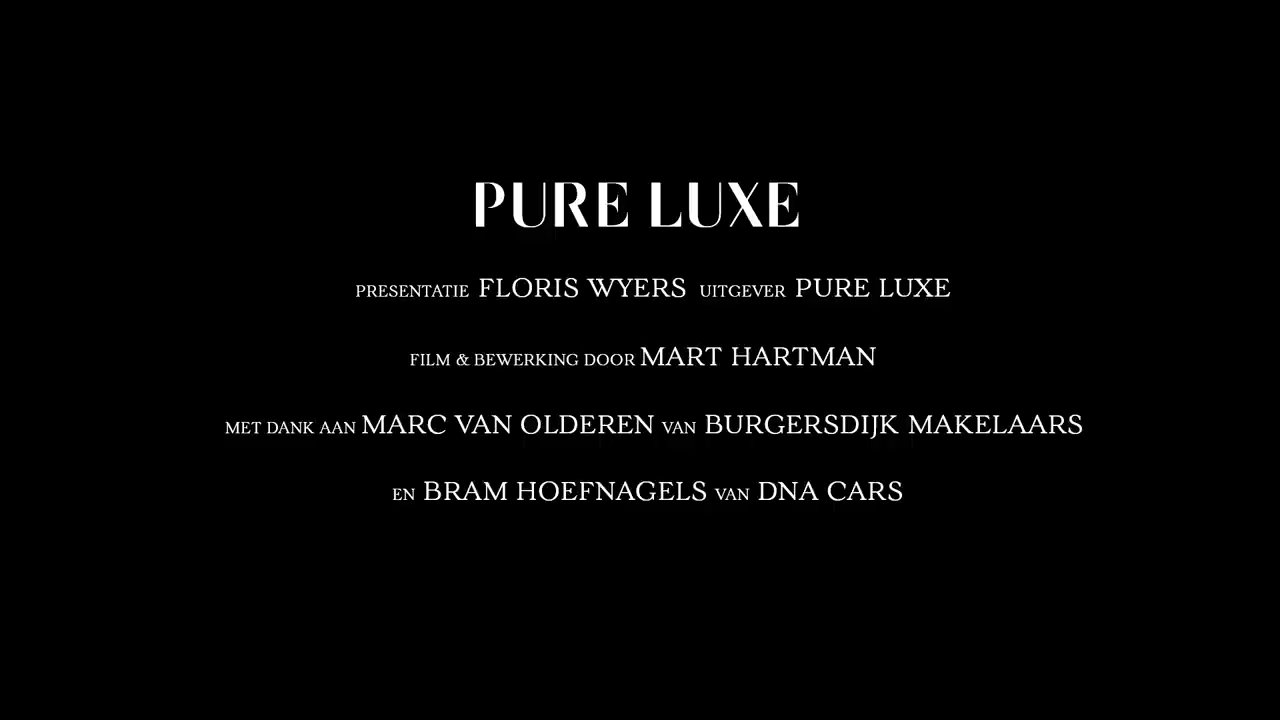 PURE LUXE
PRESENTATIE FLORIS WYERS UITGEVER PURE LUXE
FILM & BEWERKING DOOR MART HARTMAN
MET DANK AAN MARC VAN OLDEREN VAN BURGERSDIJK MAKELAARS
EN BRAM HOEFNAGELS VAN DNA CARS